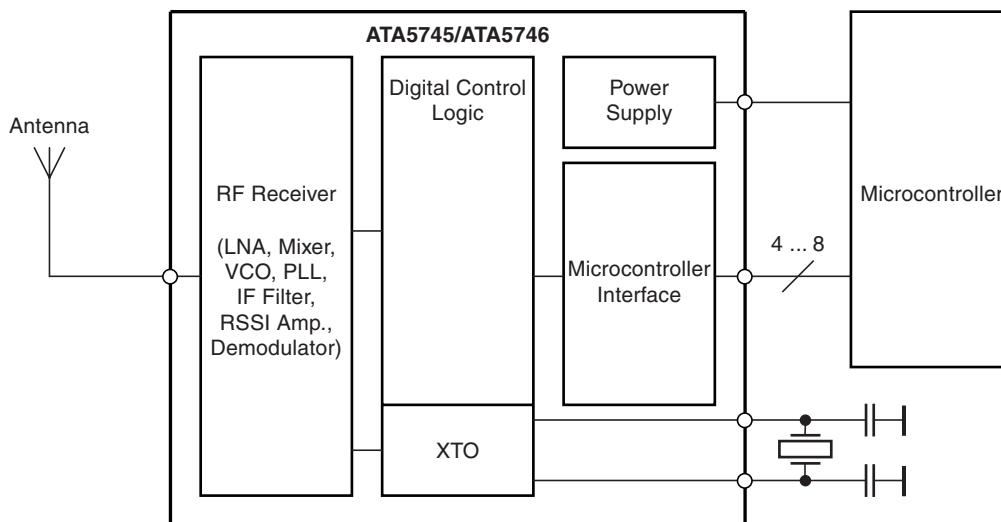 ATA5745/ATA5746
Antenna
RF Receiver
(LNA, Mixer,
VCO, PLL,
IF Filter,
RSSI Amp.,
Demodulator)
Digital Control
Logic
XTO
Power
Supply
Microcontroller
Interface
4 ... 8
Microcontroller